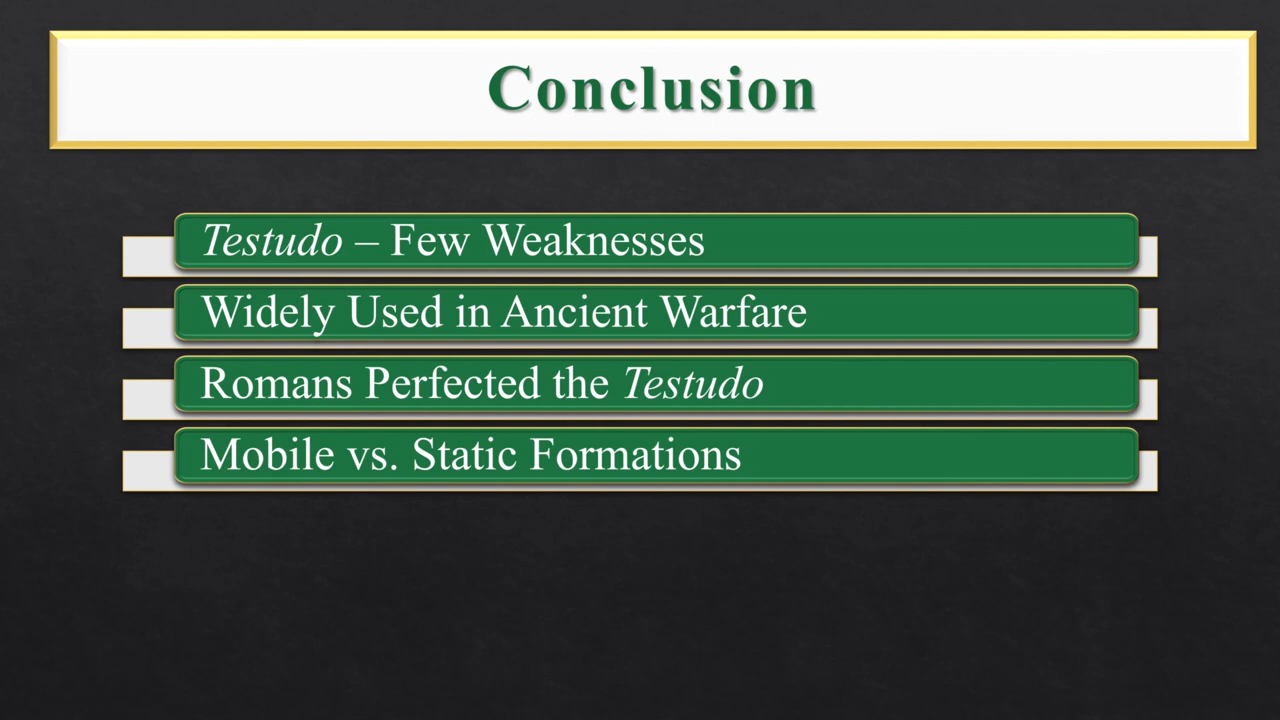 Conclusion
Testudo – Few Weaknesses
Widely Used in Ancient Warfare
Romans Perfected the Testudo
Mobile vs. Static Formations